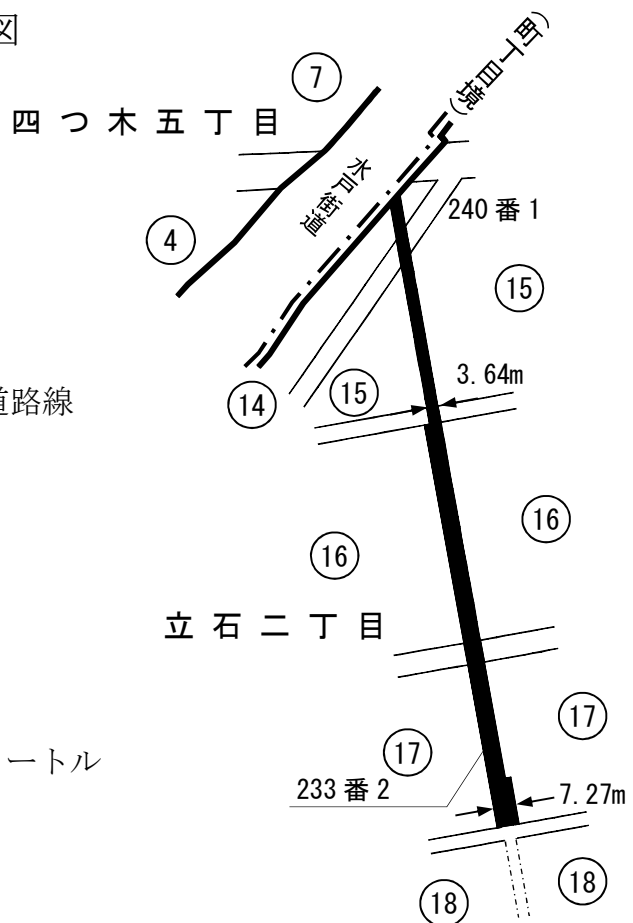 図
(町丁目境)
7
四つ木五丁目
水戸街道
240番1
4
15
3.64m
道路線
14
15
16
16
立石二丁目
17
ートル
17
233番2
7.27m
18
18